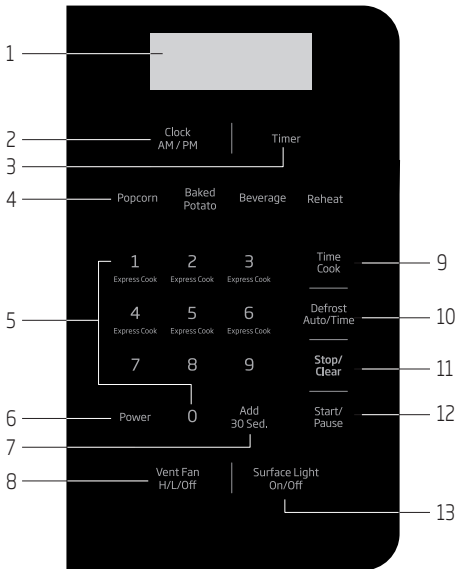 1
2
Clock
AM / PM
Timer
3
4
Popcorn
Baked
Potato
Beverage
Reheat
1
2
3
Time
Cook
9
Express Cook
Express Cook
Express Cook
5
4
5
6
Defrost
Auto/Time
10
Express Cook
Express Cook
Express Cook
7
8
9
Stop/
Clear
11
6
Power
0
Add
30 Sed.
Start/
Pause
12
7
8
Vent Fan
H/L/Off
Surface Light
On/Off
13